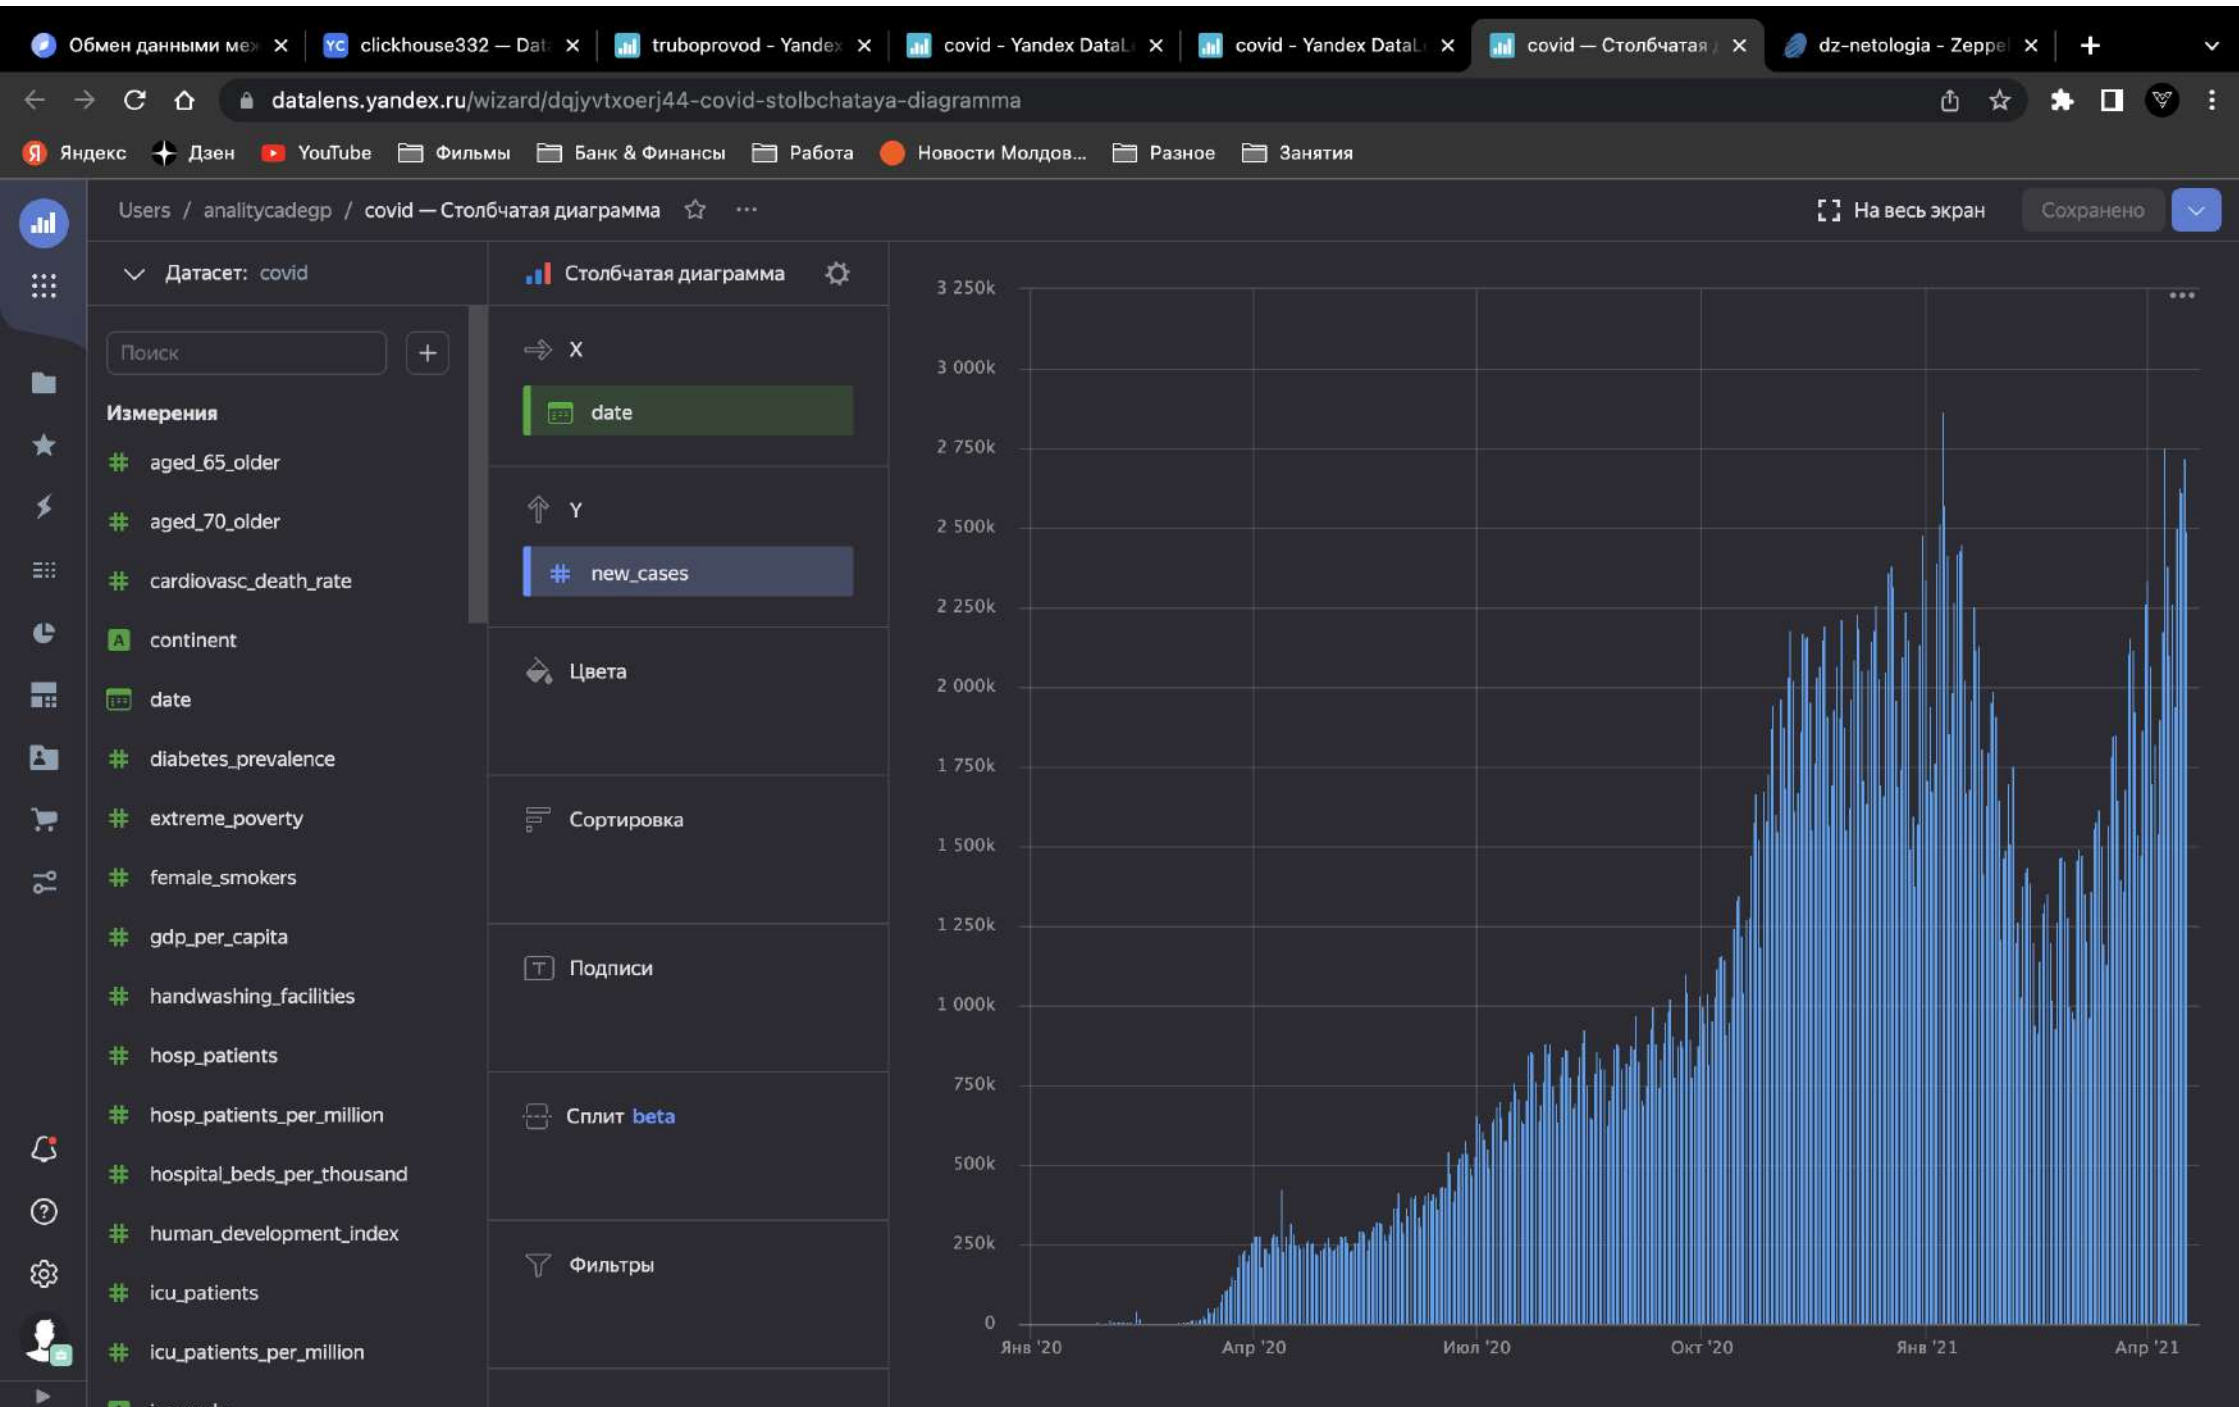 Обмен данными меж
YC clickhouse332 — Dat
truboprovod - Yandex
covid - Yandex DataL
covid - Yandex DataL
covid — Столбчатая д
dz-netologia - Zeppel
datalens.yandex.ru/wizard/dqjyvtxoerj44-covid-stolbchataya-diagramma
Я Яндекс
Дзен
YouTube
Фильмы
Банк & Финансы
Работа
Новости Молдов...
Разное
Занятия
Users / analitycadegp / covid — Столбчатая диаграмма
На весь экран
Сохранено
Датасет: covid
Поиск
Измерения
aged_65_older
aged_70_older
cardiovasc_death_rate
A continent
date
diabetes_prevalence
extreme_poverty
female_smokers
gdp_per_capita
handwashing_facilities
hosp_patients
hosp_patients_per_million
hospital_beds_per_thousand
human_development_index
icu_patients
icu_patients_per_million
Столбчатая диаграмма
X
date
Y
new_cases
Цвета
Сортировка
Подписи
Сплит beta
Фильтры
3 250k
3 000k
2 750k
2 500k
2 250k
2 000k
1 750k
1 500k
1 250k
1 000k
750k
500k
250k
0
Янв '20
Апр '20
Июл '20
Окт '20
Янв '21
Апр '21